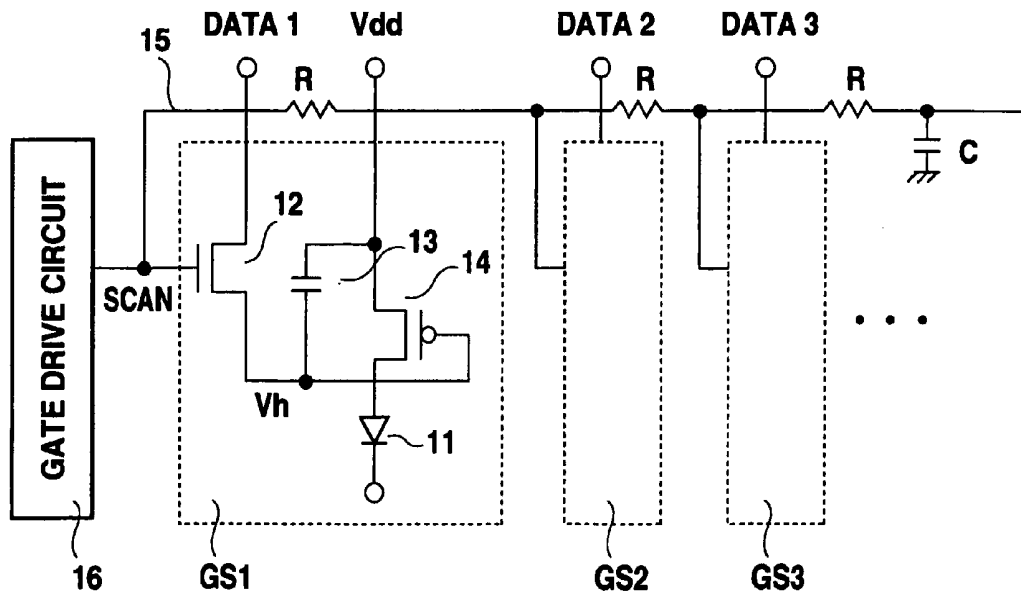 DATA 1 Vdd DATA 2 DATA 3
15
R R R
C
12
13
14
SCAN
Vh
11
GATE DRIVE CIRCUIT
16 GS1 GS2 GS3